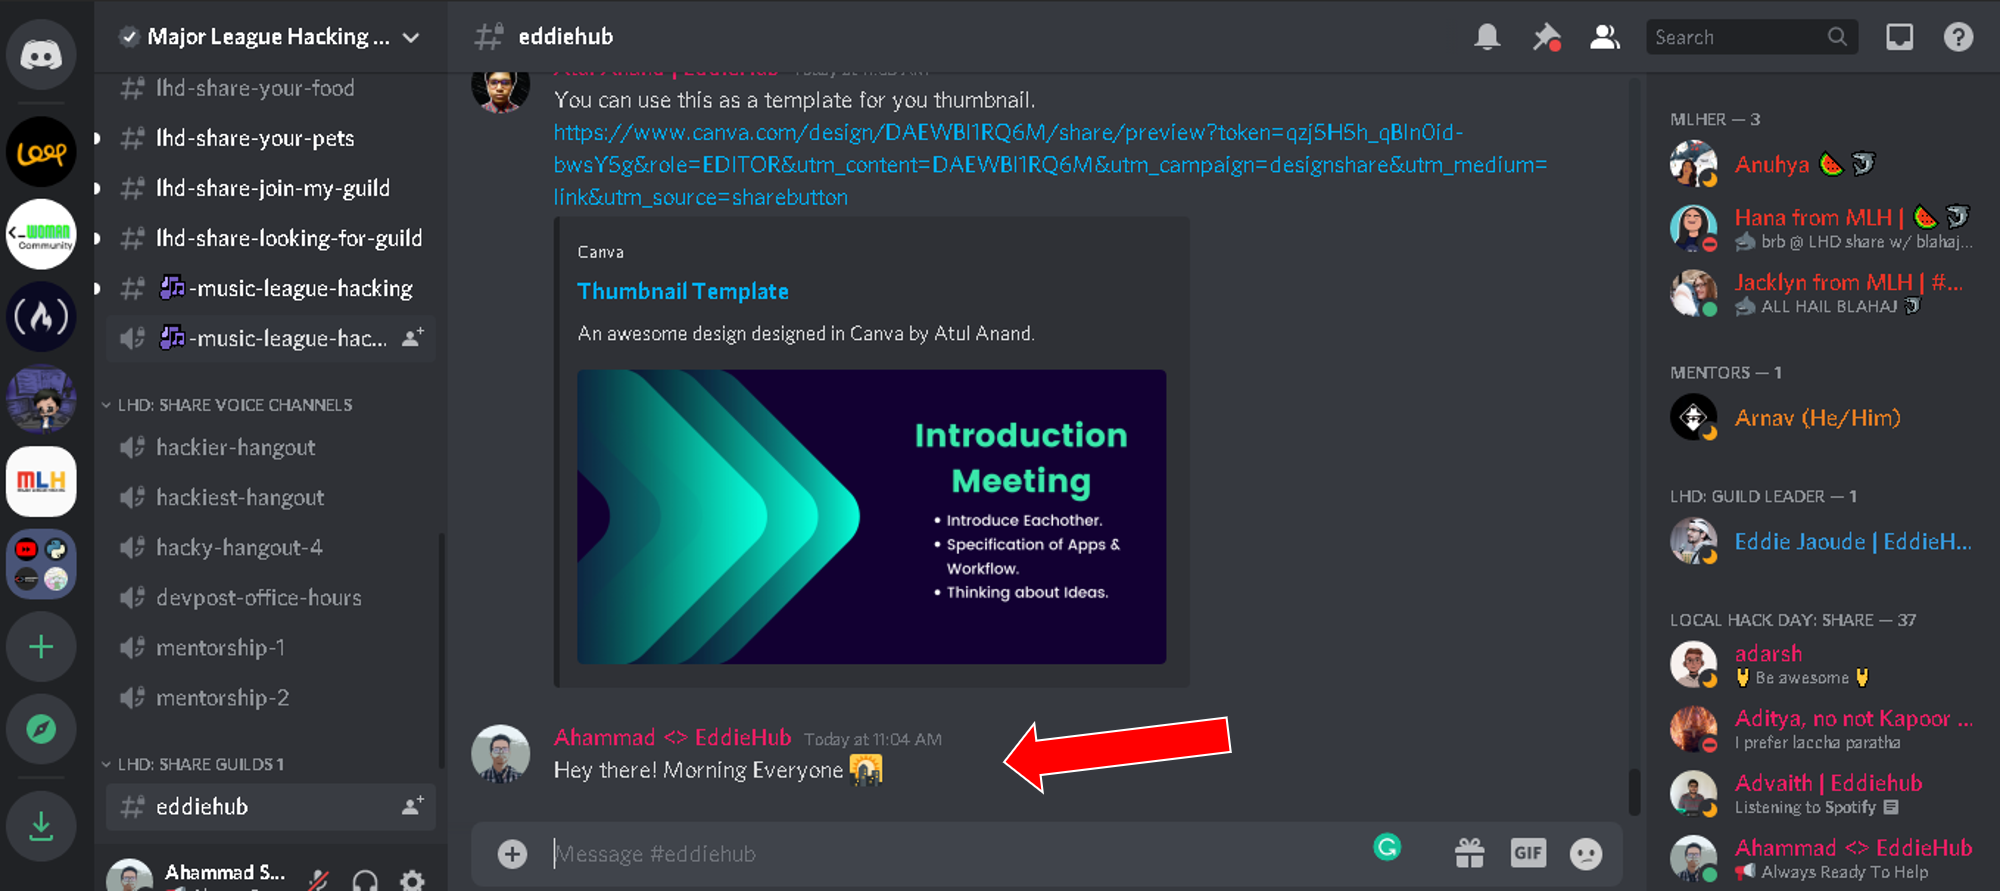 Major League Hacking ...
lhd-share-your-food
lhd-share-your-pets
lhd-share-join-my-guild
lhd-share-looking-for-guild
-music-league-hacking
-music-league-hac...
LHD: SHARE VOICE CHANNELS
hackier-hangout
hackiest-hangout
hacky-hangout-4
devpost-office-hours
mentorship-1
mentorship-2
LHD: SHARE GUILDS 1
eddiehub
Ahammad S...
Loop
<_WOMAN
Community
MLH
eddiehub
Search
Atul Anand | EddieHub
You can use this as a template for you thumbnail.
https://www.canva.com/design/DAEWBI1RQ6M/share/preview?token=qzj5H5h_qBIn0id-
bwsY5g&role=EDITOR&utm_content=DAEWBI1RQ6M&utm_campaign=designshare&utm_medium=
link&utm_source=sharebutton
Canva
Thumbnail Template
An awesome design designed in Canva by Atul Anand.
Introduction
Meeting
• Introduce Eachother.
• Specification of Apps &
Workflow.
• Thinking about Ideas.
Ahammad <> EddieHub Today at 11:04 AM
Hey there! Morning Everyone
Message #eddiehub
GIF
MLHER — 3
Anuhya
Hana from MLH |
brb @ LHD share w/ blahaj...
Jacklyn from MLH | #...
ALL HAIL BLAHAJ
MENTORS — 1
Arnav (He/Him)
LHD: GUILD LEADER — 1
Eddie Jaoude | EddieH...
LOCAL HACK DAY: SHARE — 37
adarsh
Be awesome
Aditya, no not Kapoor ...
I prefer laccha paratha
Advaith | Eddiehub
Listening to Spotify
Ahammad <> EddieHub
Always Ready To Help